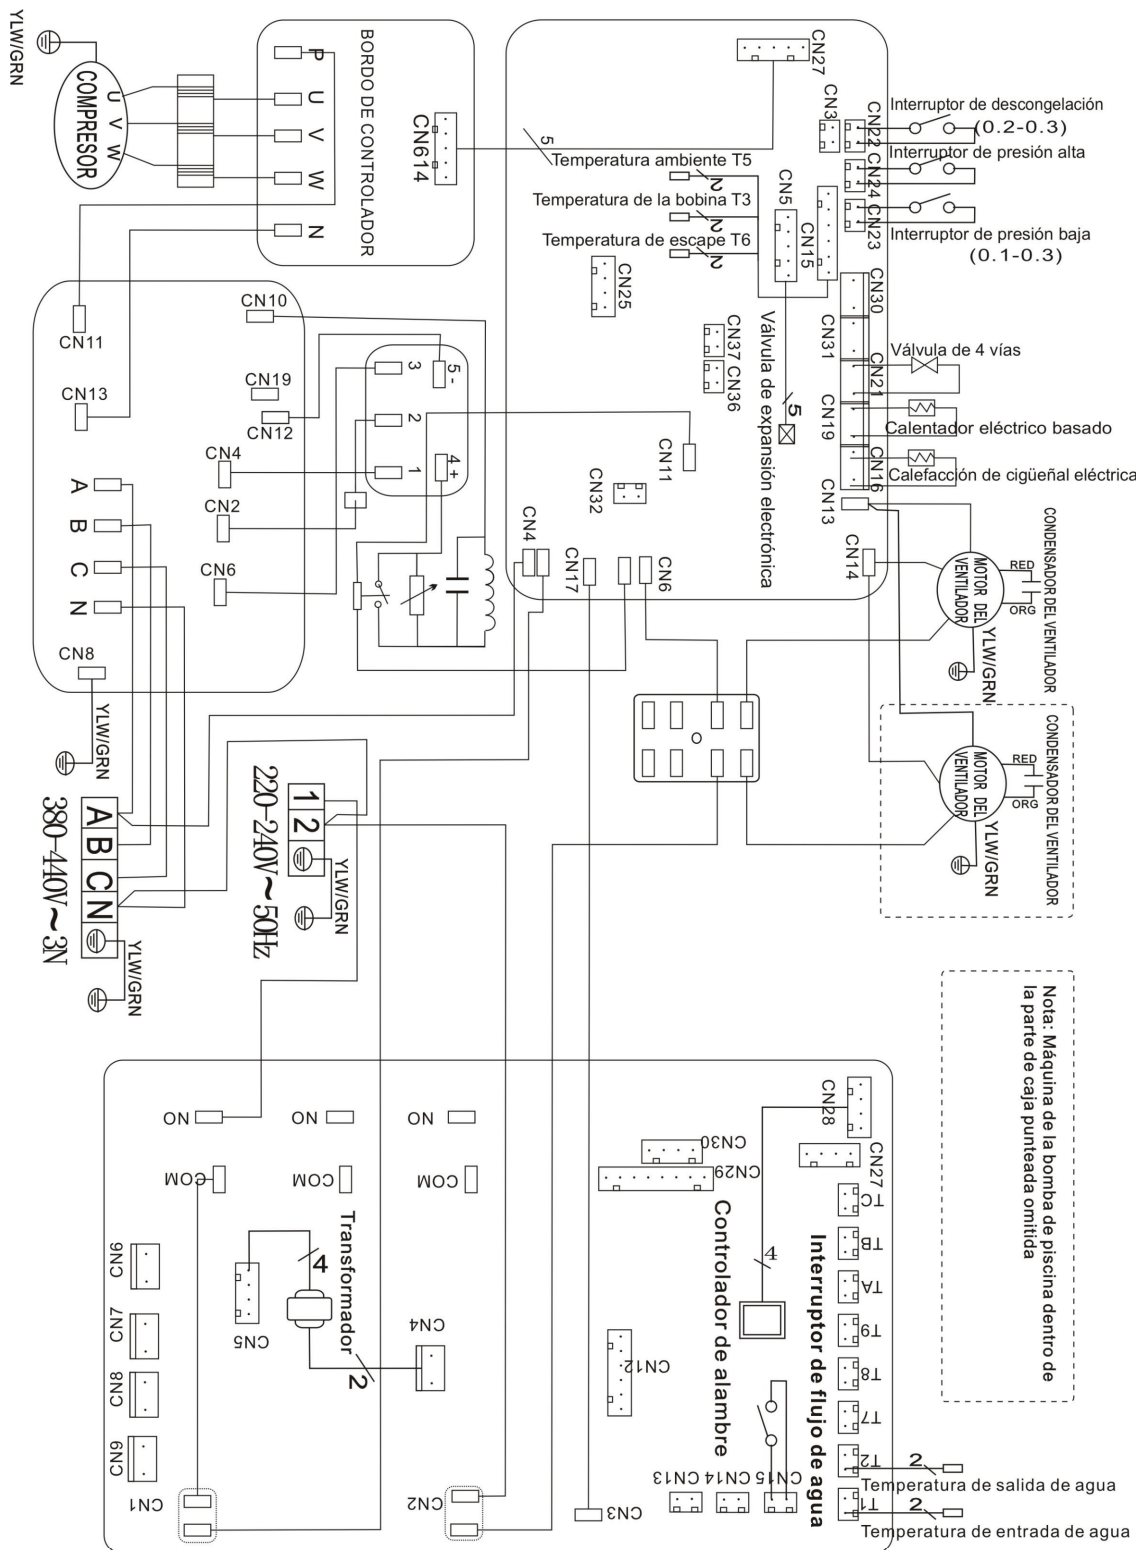 YLW/GRN
COMPRESOR
U
V
W
BORDO DE CONTROLADOR
P
U
V
W
N
CN614
5
CN27
CN3
CN22
Interruptor de descongelación
(0.2-0.3)
CN24
Interruptor de presión alta
CN23
Interruptor de presión baja
(0.1-0.3)
Temperatura ambiente T5
2
Temperatura de la bobina T3
2
Temperatura de escape T6
2
CN5
CN15
CN25
CN37
CN36
Válvula de expansión electrónica
5
CN30
CN31
CN21
Válvula de 4 vías
CN19
Calentador eléctrico basado
CN16
Calefacción de cigüeñal eléctrica
CN13
CN14
CN11
CN32
CN4
CN17
CN6
CN11
CN13
CN10
CN19
CN12
CN4
CN2
CN6
CN8
A
B
C
N
3
2
1
5 -
4 +
YLW/GRN
MOTOR DEL
VENTILADOR
RED
ORG
YLW/GRN
CONDENSADOR DEL VENTILADOR
MOTOR DEL
VENTILADOR
RED
ORG
YLW/GRN
CONDENSADOR DEL VENTILADOR
A
B
C
N
YLW/GRN
380-440V~3N
1
2
YLW/GRN
220-240V~50Hz
Nota: Máquina de la bomba de piscina dentro de
la parte de caja punteada omitida
NO
NO
NO
COM
COM
COM
CN30
CN29
CN28
CN27
TC
TB
TA
T9
T8
T7
T2
T1
Transformador
4
2
CN5
CN4
Controlador de alambre
4
Interruptor de flujo de agua
CN12
CN13
CN14
CN15
CN9
CN7
CN8
CN9
CN1
CN2
CN3
2
Temperatura de salida de agua
2
Temperatura de entrada de agua